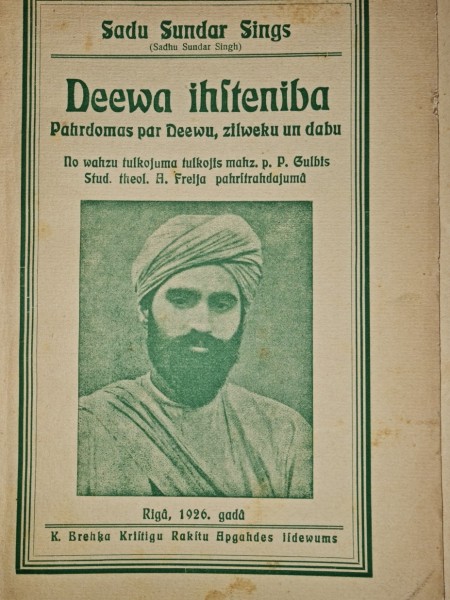 Sadu Sundar Sings
(Sadhu Sundar Singh)
Deewa ihſteniba
Pahrdomas par Deewu, zilweku un dabu
No wahzu tulkojuma tulkojis mahz. p. P. Gulbis
Stud. theol. A. Freija pahrſtrahdajumâ
Rigâ, 1926. gadâ
K. Brehķa Kriſtigu Rakſtu Apgahdes iſdewums